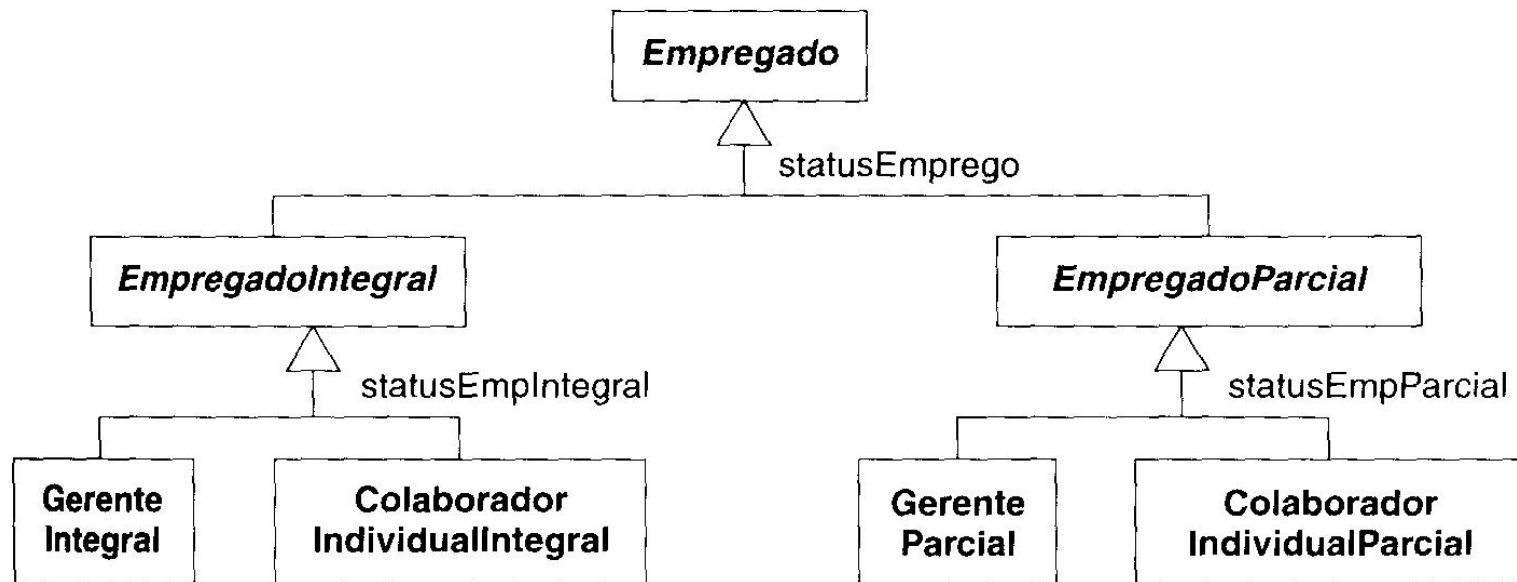 Empregado
statusEmprego
EmpregadoIntegral
EmpregadoParcial
statusEmpIntegral
statusEmpParcial
Gerente
Integral
Colaborador
IndividualIntegral
Gerente
Parcial
Colaborador
IndividualParcial